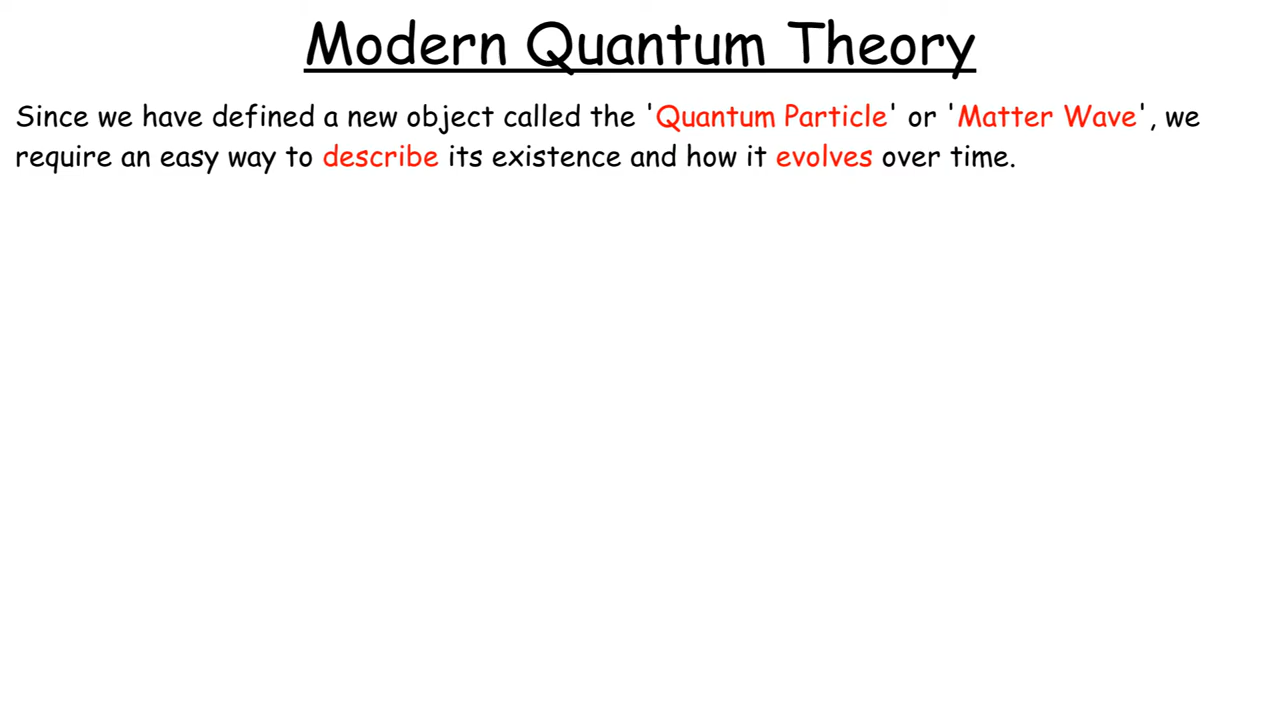 Modern Quantum Theory
Since we have defined a new object called the 'Quantum Particle' or 'Matter Wave', we
require an easy way to describe its existence and how it evolves over time.